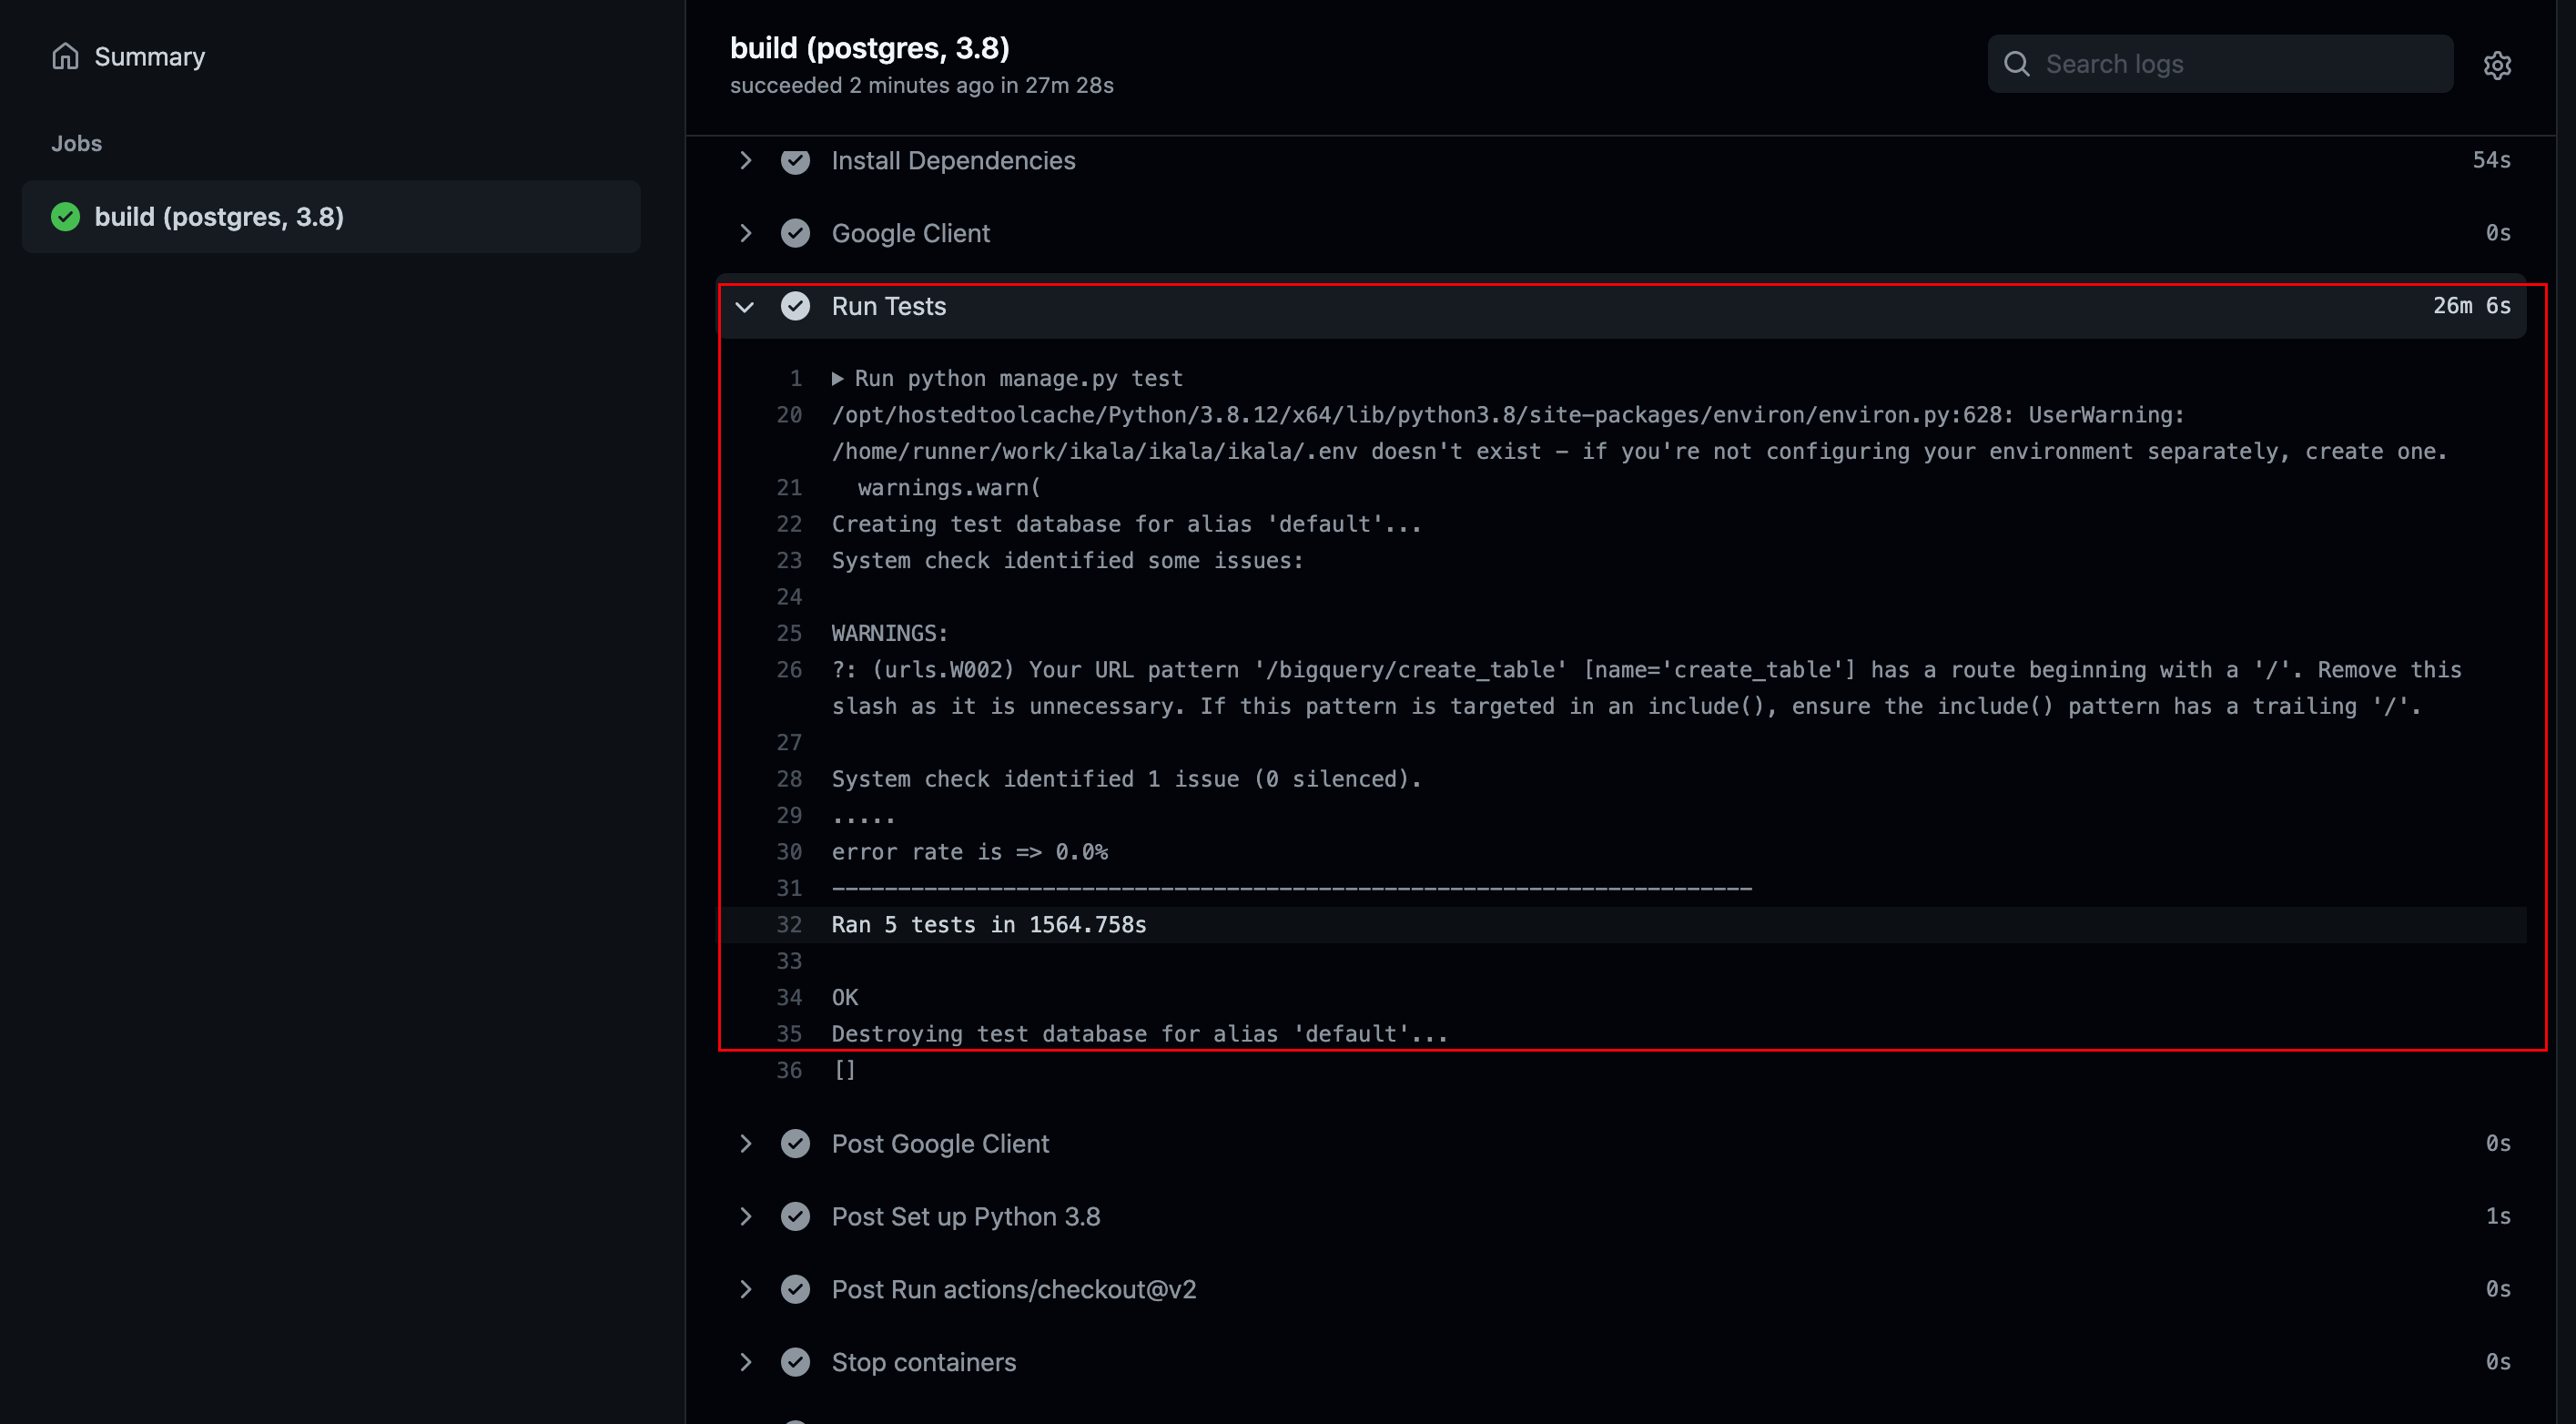 Summary
Jobs
build (postgres, 3.8)
build (postgres, 3.8)
succeeded 2 minutes ago in 27m 28s
Search logs
Install Dependencies 54s
Google Client 0s
Run Tests 26m 6s
1 ▶ Run python manage.py test
20 /opt/hostedtoolcache/Python/3.8.12/x64/lib/python3.8/site-packages/environ/environ.py:628: UserWarning:
/home/runner/work/ikala/ikala/ikala/.env doesn't exist - if you're not configuring your environment separately, create one.
21 warnings.warn(
22 Creating test database for alias 'default'...
23 System check identified some issues:
24
25 WARNINGS:
26 ?: (urls.W002) Your URL pattern '/bigquery/create_table' [name='create_table'] has a route beginning with a '/'. Remove this
slash as it is unnecessary. If this pattern is targeted in an include(), ensure the include() pattern has a trailing '/'.
27
28 System check identified 1 issue (0 silenced).
29 .....
30 error rate is => 0.0%
31 ----------------------------------------------------------------------
32 Ran 5 tests in 1564.758s
33
34 OK
35 Destroying test database for alias 'default'...
36 []
Post Google Client 0s
Post Set up Python 3.8 1s
Post Run actions/checkout@v2 0s
Stop containers 0s